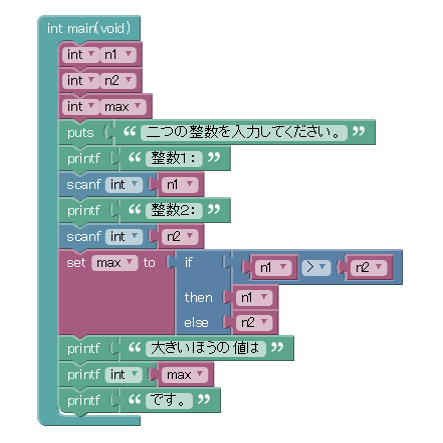 int main(void)
int n1
int n2
int max
puts “ 二つの整数を入力してください。 ”
printf “ 整数1： ”
scanf int n1
printf “ 整数2： ”
scanf int n2
set max to if n1 > n2
then n1
else n2
printf “ 大きいほうの値は ”
printf int max
printf “ です。 ”